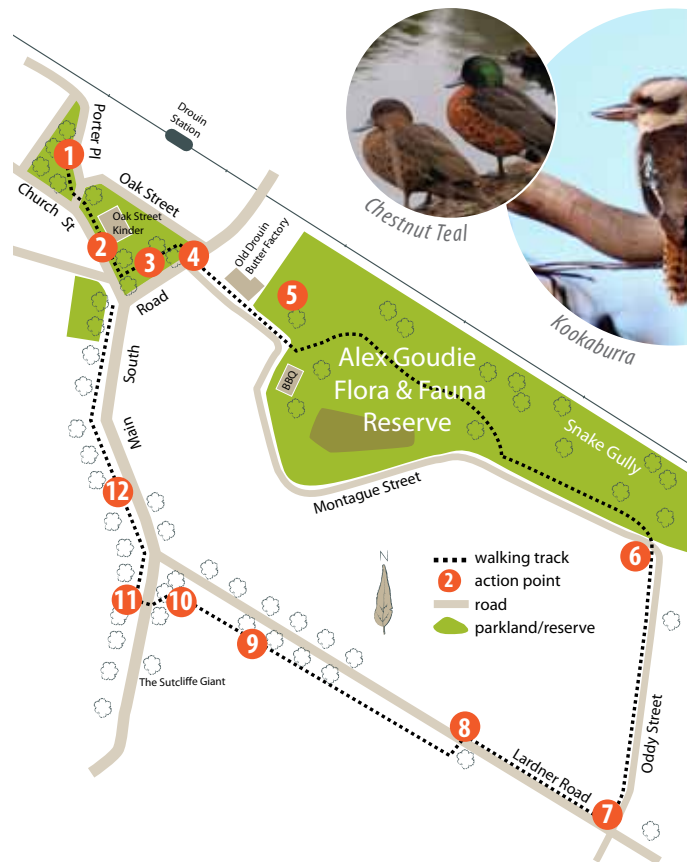 Porter Pl
Drouin
Station
1
Oak Street
Church St
Oak Street
Kinder
2
3
4
Road
Old Drouin
Butter Factory
5
Chestnut Teal
Kookaburra
South
Main
BBQ
Alex Goudie
Flora & Fauna
Reserve
Snake Gully
Montague Street
12
6
N
walking track
2
action point
road
parkland/reserve
11
10
9
The Sutcliffe Giant
8
Lardner Road
Oddy Street
7